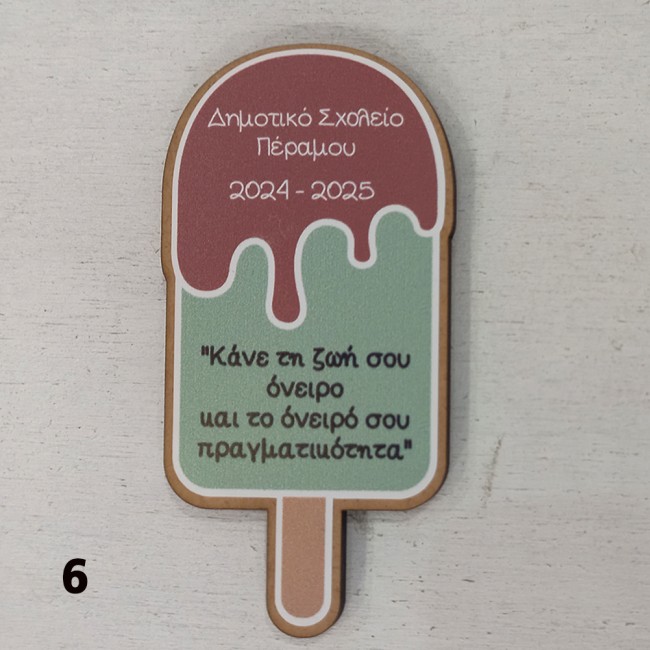 Δημοτικό Σχολείο
Πέραμου
2024 - 2025
"Κάνε τη ζωή σου
όνειρο
και το όνειρό σου
πραγματικότητα"
6